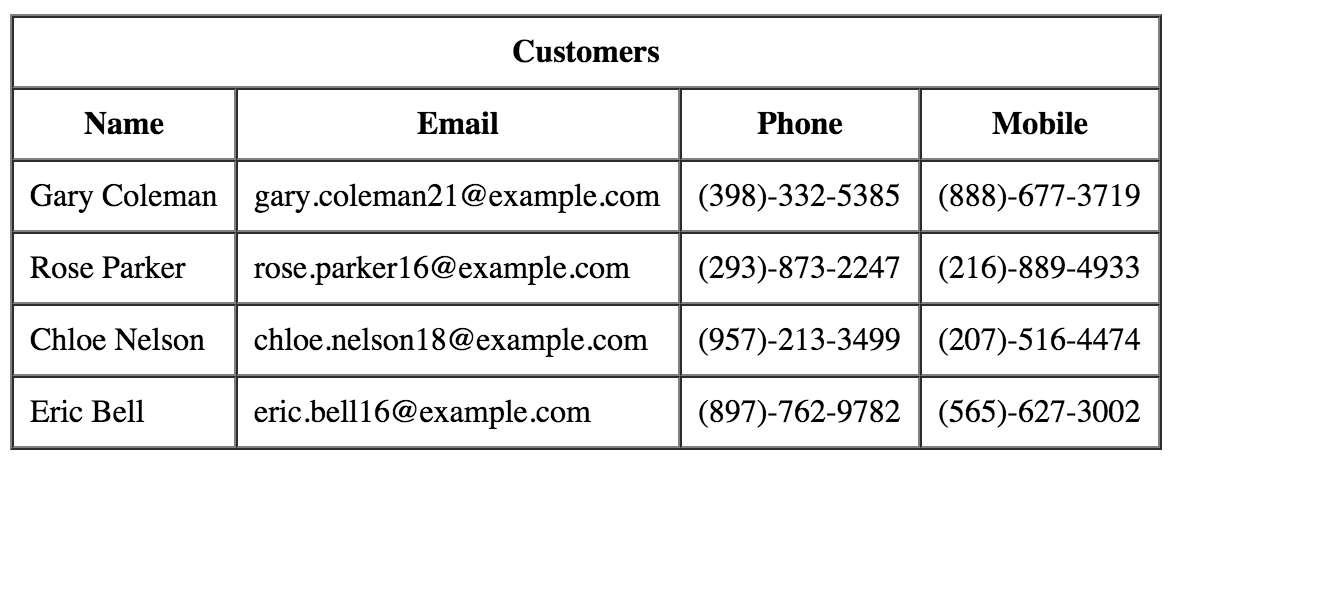 Customers
Name Email Phone Mobile
Gary Coleman gary.coleman21@example.com (398)-332-5385 (888)-677-3719
Rose Parker rose.parker16@example.com (293)-873-2247 (216)-889-4933
Chloe Nelson chloe.nelson18@example.com (957)-213-3499 (207)-516-4474
Eric Bell eric.bell16@example.com (897)-762-9782 (565)-627-3002